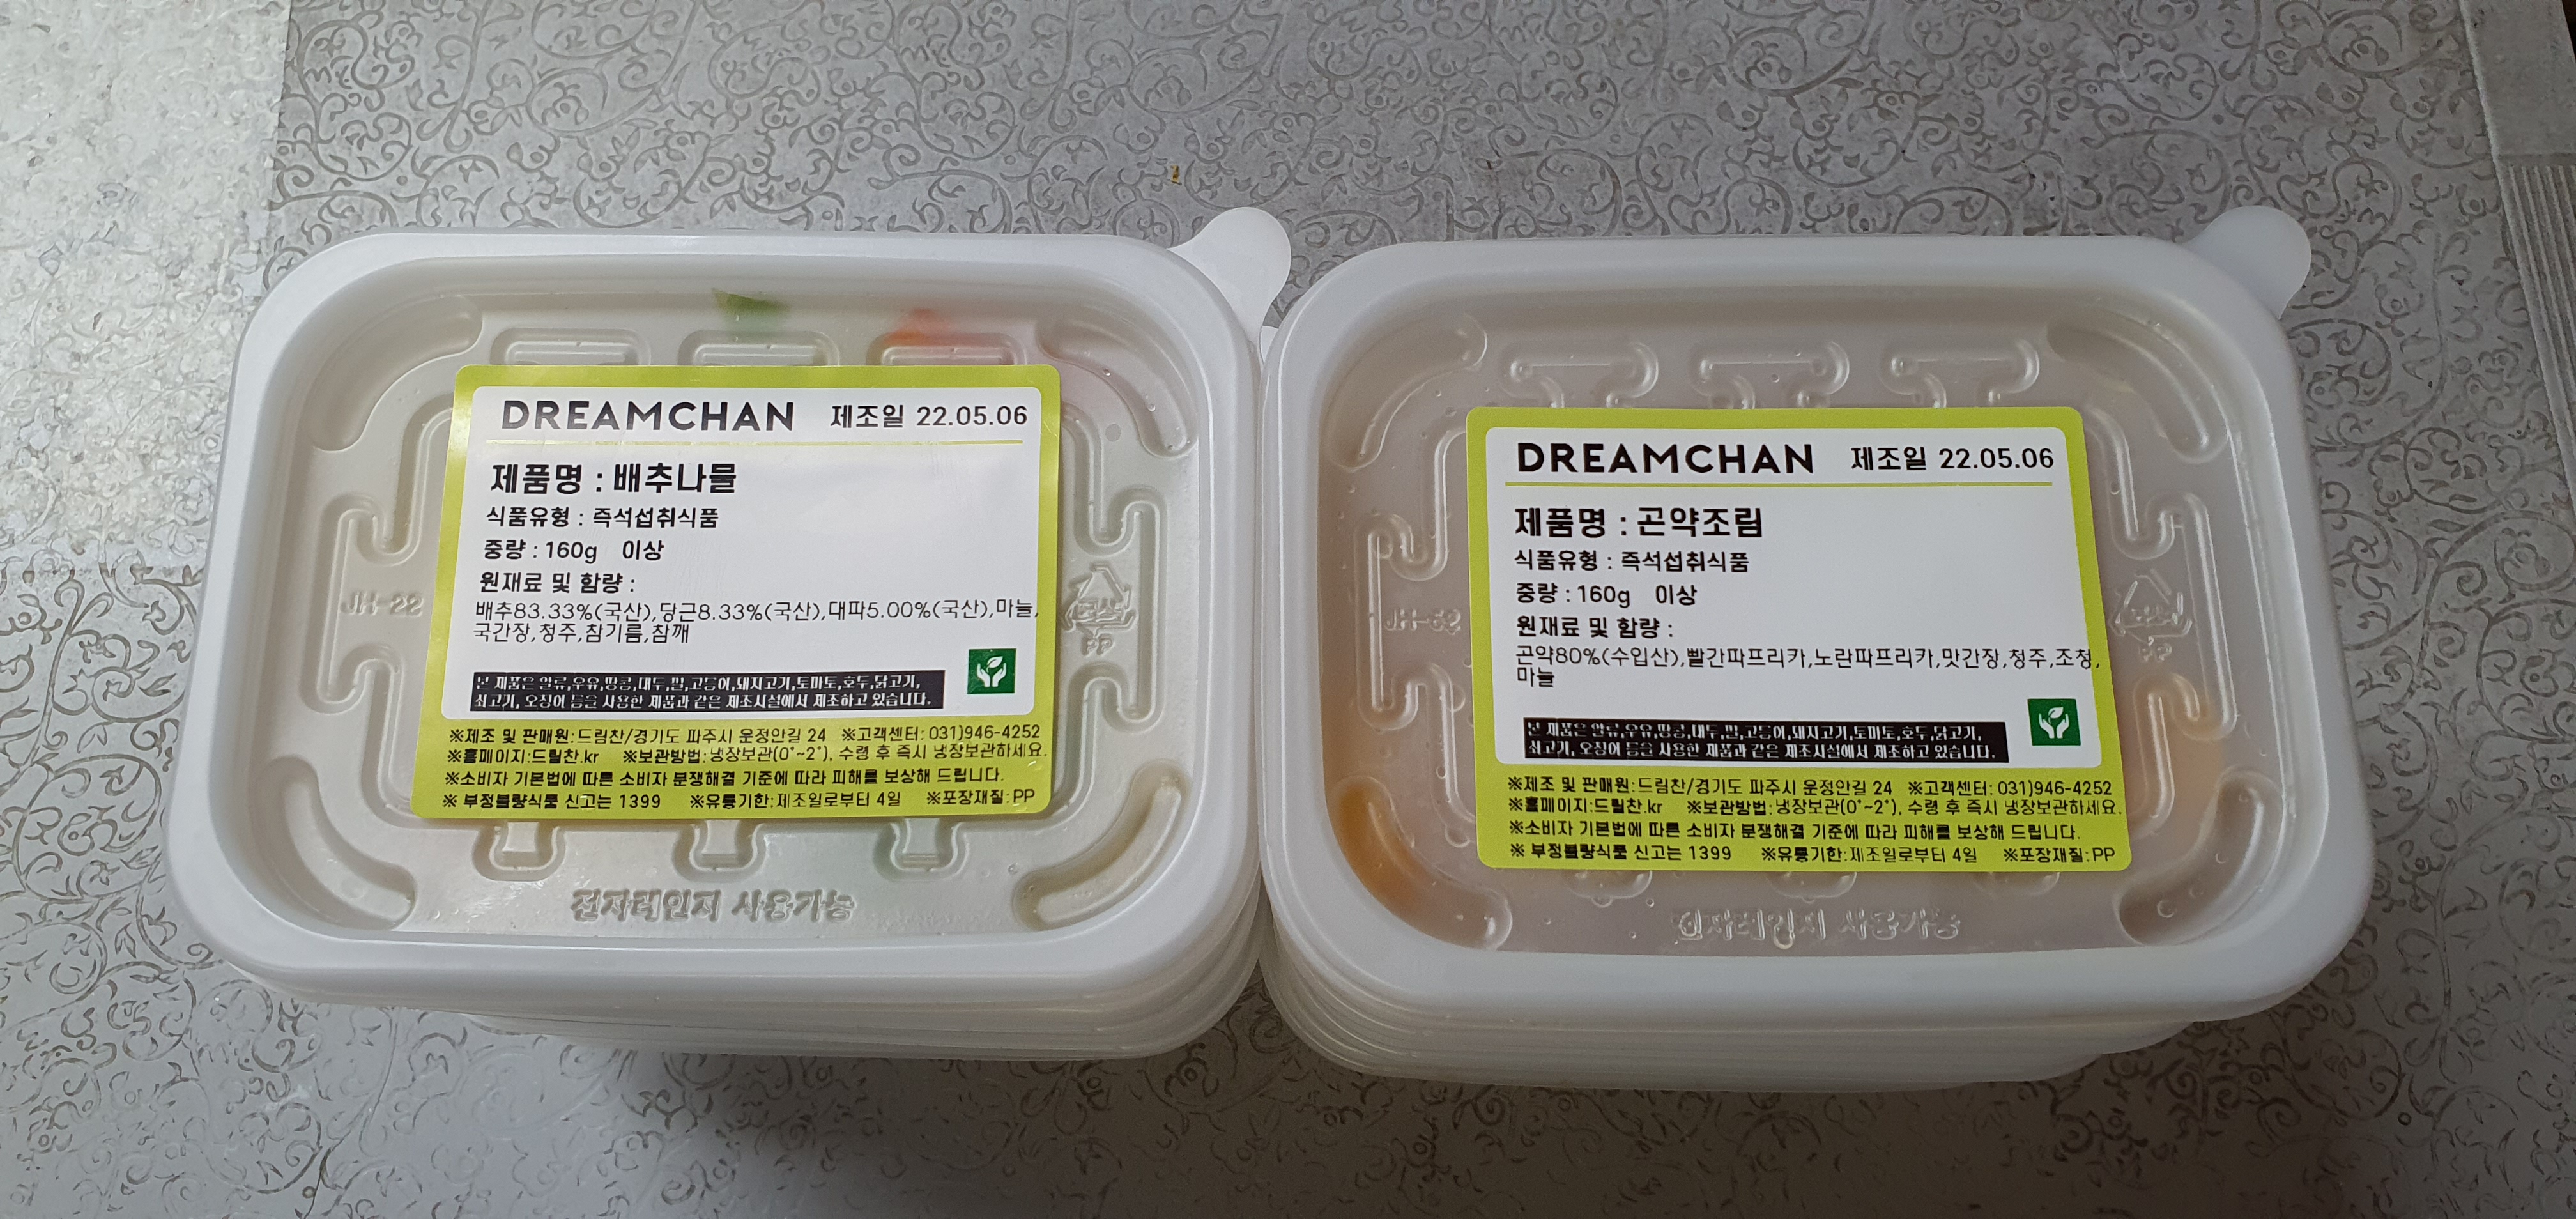 DREAMCHAN 제조일 22.05.06
제품명 : 배추나물
식품유형 : 즉석섭취식품
중량 : 160g 이상
원재료 및 함량 :
배추83.33%(국산),당근8.33%(국산),대파5.00%(국산),마늘,
국간장,청주,참기름,참깨
본 제품은 알류,우유,땅콩,대두,밀,고등어,돼지고기,토마토,호두,닭고기,
쇠고기, 오징어 등을 사용한 제품과 같은 제조시설에서 제조하고 있습니다.
※제조 및 판매원:드림찬/경기도 파주시 운정안길 24 ※고객센터: 031)946-4252
※홈페이지:드릴찬.kr ※보관방법:냉장보관(0°~2°), 수령 후 즉시 냉장보관하세요.
※소비자 기본법에 따른 소비자 분쟁해결 기준에 따라 피해를 보상해 드립니다.
※ 부정불량식품 신고는 1399 ※유통기한:제조일로부터 4일 ※포장재질:PP
JH-22
PP
전자레인지 사용가능
DREAMCHAN 제조일 22.05.06
제품명 : 곤약조림
식품유형 : 즉석섭취식품
중량 : 160g 이상
원재료 및 함량 :
곤약80%(수입산),빨간파프리카,노란파프리카,맛간장,청주,조청,
마늘
본 제품은 알류,우유,땅콩,대두,밀,고등어,돼지고기,토마토,호두,닭고기,
쇠고기, 오징어 등을 사용한 제품과 같은 제조시설에서 제조하고 있습니다.
※제조 및 판매원:드림찬/경기도 파주시 운정안길 24 ※고객센터: 031)946-4252
※홈페이지:드릴찬.kr ※보관방법:냉장보관(0°~2°), 수령 후 즉시 냉장보관하세요.
※소비자 기본법에 따른 소비자 분쟁해결 기준에 따라 피해를 보상해 드립니다.
※ 부정불량식품 신고는 1399 ※유통기한:제조일로부터 4일 ※포장재질:PP
PP
전자레인지 사용가능